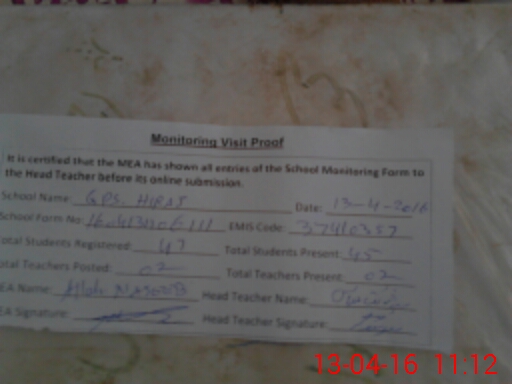 Monitoring Visit Proof
It is certified that the MEA has shown all entries of the School Monitoring Form to
the Head Teacher before its online submission.
School Name: GPS. HIRAJ Date: 13-4-2016
School Form No: EMIS Code: 37410357
Total Students Registered: 47 Total Students Present: 45
Total Teachers Posted: 02 Total Teachers Present: 02
MEA Name: Head Teacher Name:
MEA Signature: Head Teacher Signature:
13-04-16 11:12